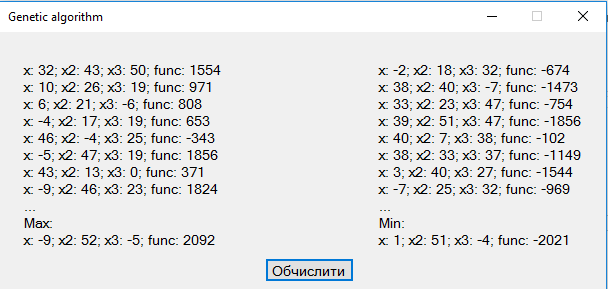 Genetic algorithm
x: 32; x2: 43; x3: 50; func: 1554
x: 10; x2: 26; x3: 19; func: 971
x: 6; x2: 21; x3: -6; func: 808
x: -4; x2: 17; x3: 19; func: 653
x: 46; x2: -4; x3: 25; func: -343
x: -5; x2: 47; x3: 19; func: 1856
x: 43; x2: 13; x3: 0; func: 371
x: -9; x2: 46; x3: 23; func: 1824
...
Max:
x: -9; x2: 52; x3: -5; func: 2092
x: -2; x2: 18; x3: 32; func: -674
x: 38; x2: 40; x3: -7; func: -1473
x: 33; x2: 23; x3: 47; func: -754
x: 39; x2: 51; x3: 47; func: -1856
x: 40; x2: 7; x3: 38; func: -102
x: 38; x2: 33; x3: 37; func: -1149
x: 3; x2: 40; x3: 27; func: -1544
x: -7; x2: 25; x3: 32; func: -969
...
Min:
x: 1; x2: 51; x3: -4; func: -2021
Обчислити